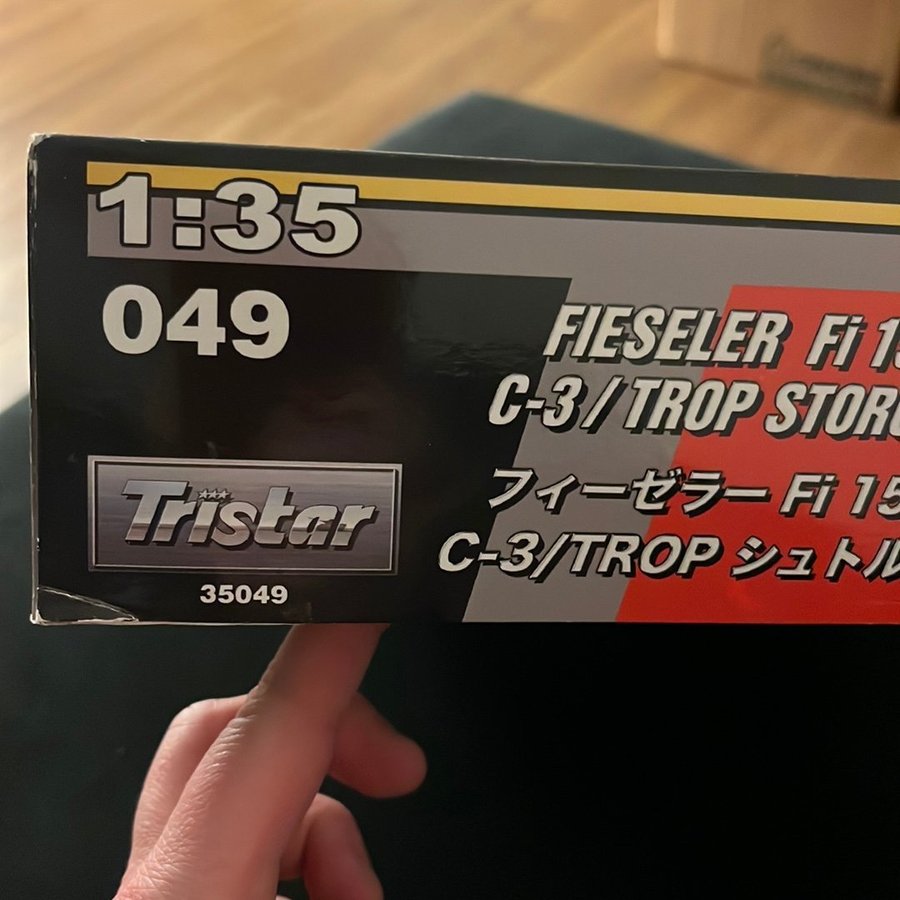 1:35
049
FIESELER Fi 15
C-3/TROP STOR
フィーゼラー Fi 15
C-3/TROP シュトル
Tristar
35049